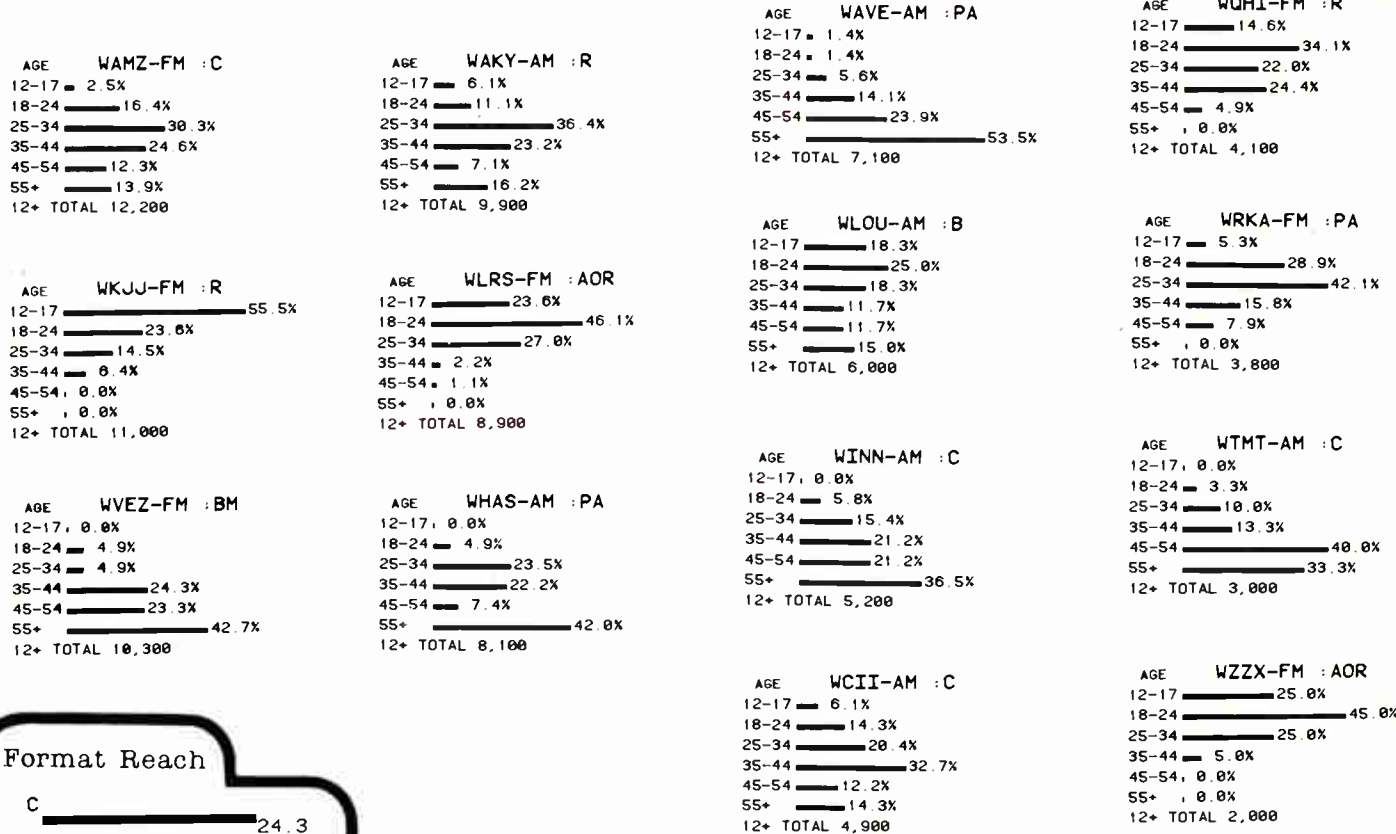 AGE WAMZ-FM :C
12-17 2.5%
18-24 16.4%
25-34 30.3%
35-44 24.6%
45-54 12.3%
55+ 13.9%
12+ TOTAL 12,200
AGE WKJJ-FM :R
12-17 55.5%
18-24 23.6%
25-34 14.5%
35-44 6.4%
45-54 0.0%
55+ 0.0%
12+ TOTAL 11,000
AGE WVEZ-FM :BM
12-17 0.0%
18-24 4.9%
25-34 4.9%
35-44 24.3%
45-54 23.3%
55+ 42.7%
12+ TOTAL 10,300
Format Reach
C 24.3
AGE WAKY-AM :R
12-17 6.1%
18-24 11.1%
25-34 36.4%
35-44 23.2%
45-54 7.1%
55+ 16.2%
12+ TOTAL 9,900
AGE WLRS-FM :AOR
12-17 23.6%
18-24 46.1%
25-34 27.0%
35-44 2.2%
45-54 1.1%
55+ 0.0%
12+ TOTAL 8,900
AGE WHAS-AM :PA
12-17 0.0%
18-24 4.9%
25-34 23.5%
35-44 22.2%
45-54 7.4%
55+ 42.0%
12+ TOTAL 8,100
AGE WAVE-AM :PA
12-17 1.4%
18-24 1.4%
25-34 5.6%
35-44 14.1%
45-54 23.9%
55+ 53.5%
12+ TOTAL 7,100
AGE WLOU-AM :B
12-17 18.3%
18-24 25.0%
25-34 18.3%
35-44 11.7%
45-54 11.7%
55+ 15.0%
12+ TOTAL 6,000
AGE WINN-AM :C
12-17 0.0%
18-24 5.8%
25-34 15.4%
35-44 21.2%
45-54 21.2%
55+ 36.5%
12+ TOTAL 5,200
AGE WCII-AM :C
12-17 6.1%
18-24 14.3%
25-34 20.4%
35-44 32.7%
45-54 12.2%
55+ 14.3%
12+ TOTAL 4,900
AGE WQHI-FM :R
12-17 14.6%
18-24 34.1%
25-34 22.0%
35-44 24.4%
45-54 4.9%
55+ 0.0%
12+ TOTAL 4,100
AGE WRKA-FM :PA
12-17 5.3%
18-24 28.9%
25-34 42.1%
35-44 15.8%
45-54 7.9%
55+ 0.0%
12+ TOTAL 3,800
AGE WTMT-AM :C
12-17 0.0%
18-24 3.3%
25-34 10.0%
35-44 13.3%
45-54 40.0%
55+ 33.3%
12+ TOTAL 3,000
AGE WZZX-FM :AOR
12-17 25.0%
18-24 45.0%
25-34 25.0%
35-44 5.0%
45-54 0.0%
55+ 0.0%
12+ TOTAL 2,000